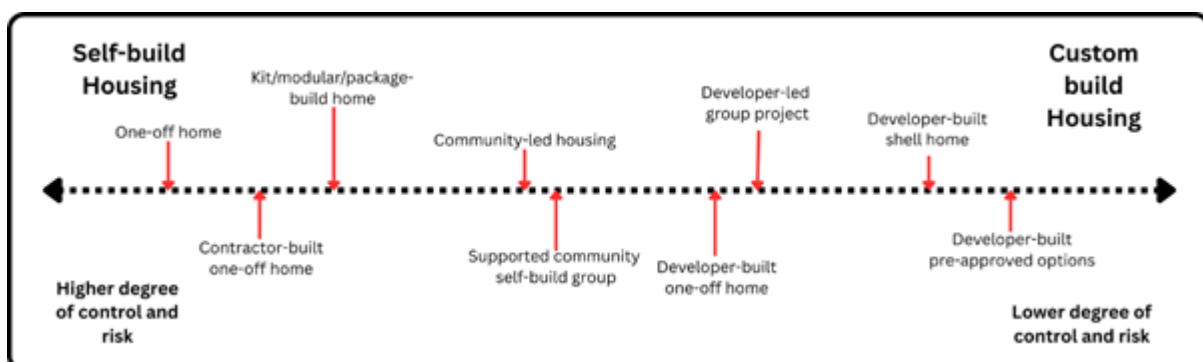 Self-build
Housing
Custom
build
Housing
One-off home
Kit/modular/package-
build home
Community-led housing
Developer-led
group project
Developer-built
shell home
Contractor-built
one-off home
Supported community
self-build group
Developer-built
one-off home
Developer-built
pre-approved options
Higher degree
of control and
risk
Lower degree of
control and risk